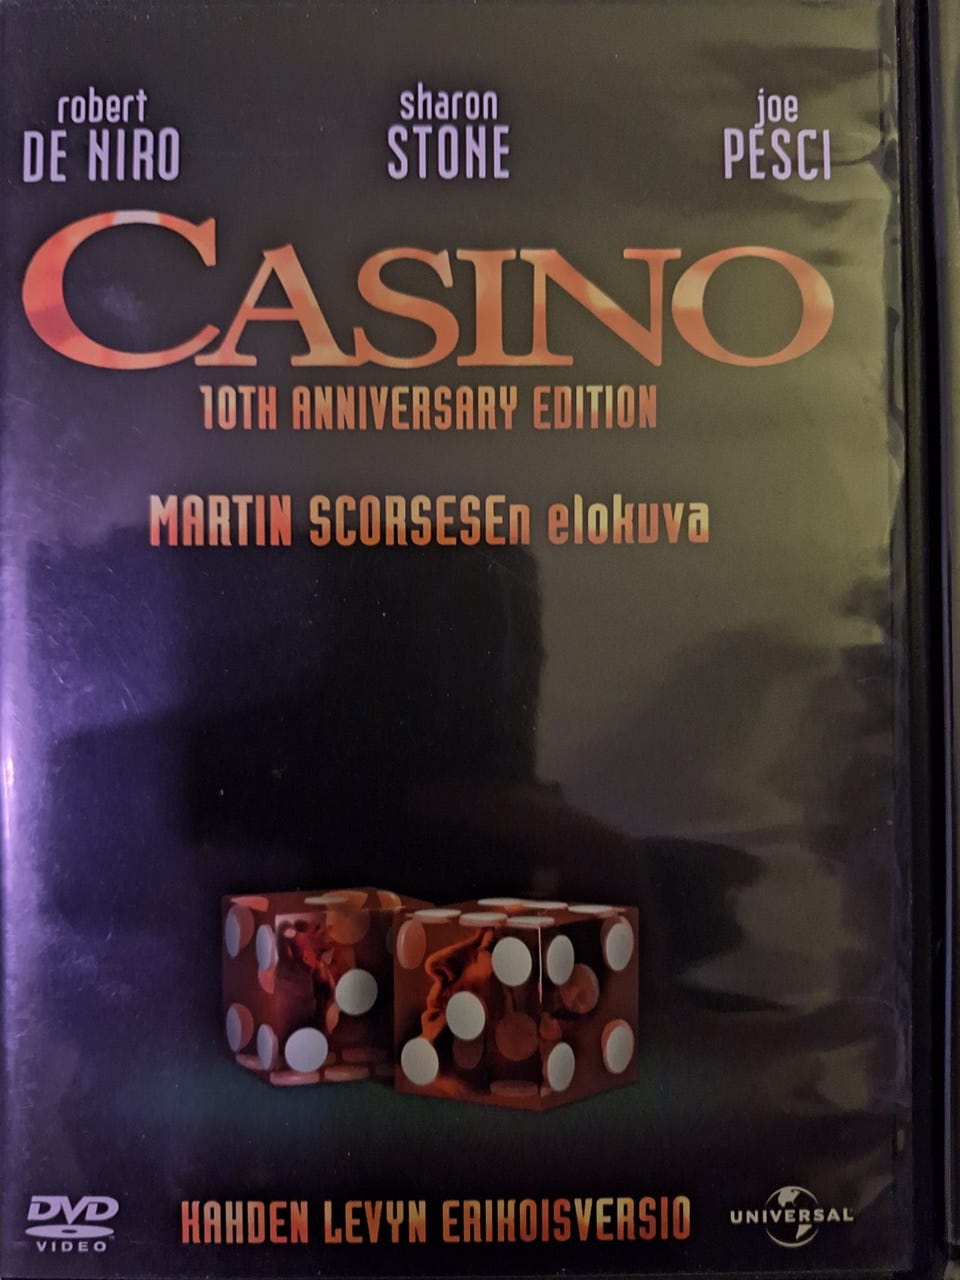 robert sharon joe
DE NIRO STONE PESCI
CASINO
10TH ANNIVERSARY EDITION
MARTIN SCORSESEn elokuva
DVD
VIDEO
KAHDEN LEVYN ERIKOISVERSIO
UNIVERSAL